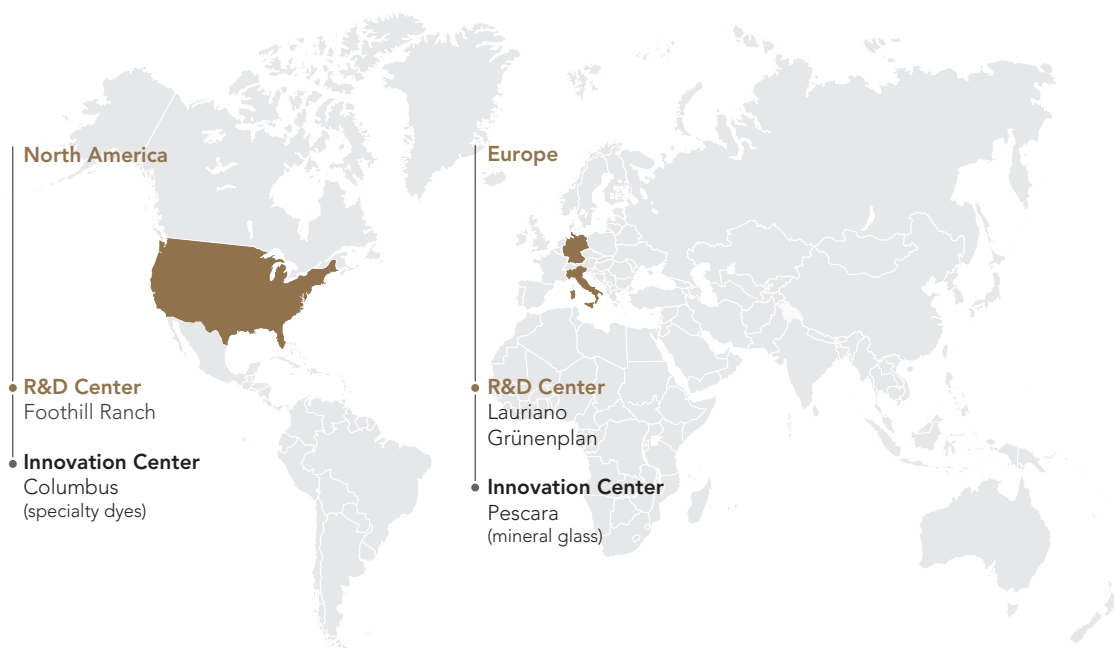 North America
R&D Center
Foothill Ranch
Innovation Center
Columbus
(specialty dyes)
Europe
R&D Center
Lauriano
Grünenplan
Innovation Center
Pescara
(mineral glass)